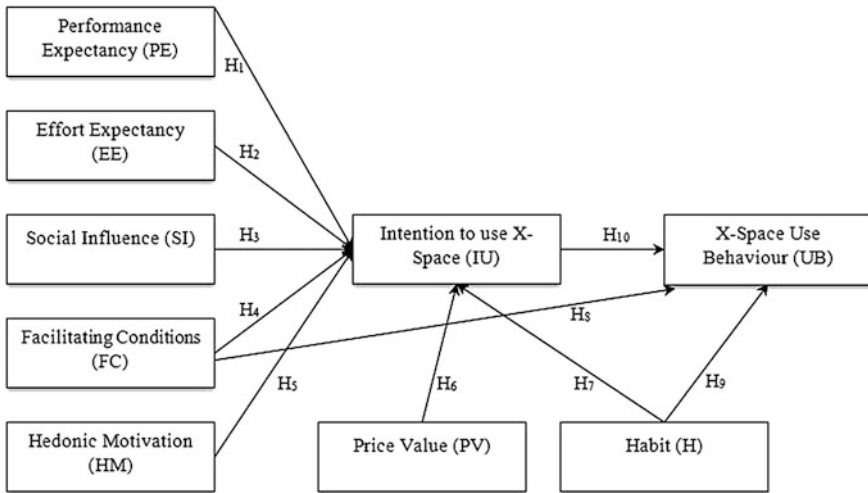 Performance
Expectancy (PE)
H1
Effort Expectancy
(EE)
H2
Social Influence (SI)
H3
Intention to use X-
Space (IU)
H10
X-Space Use
Behaviour (UB)
H4
Facilitating Conditions
(FC)
H8
H5
H6
H7
H9
Hedonic Motivation
(HM)
Price Value (PV)
Habit (H)